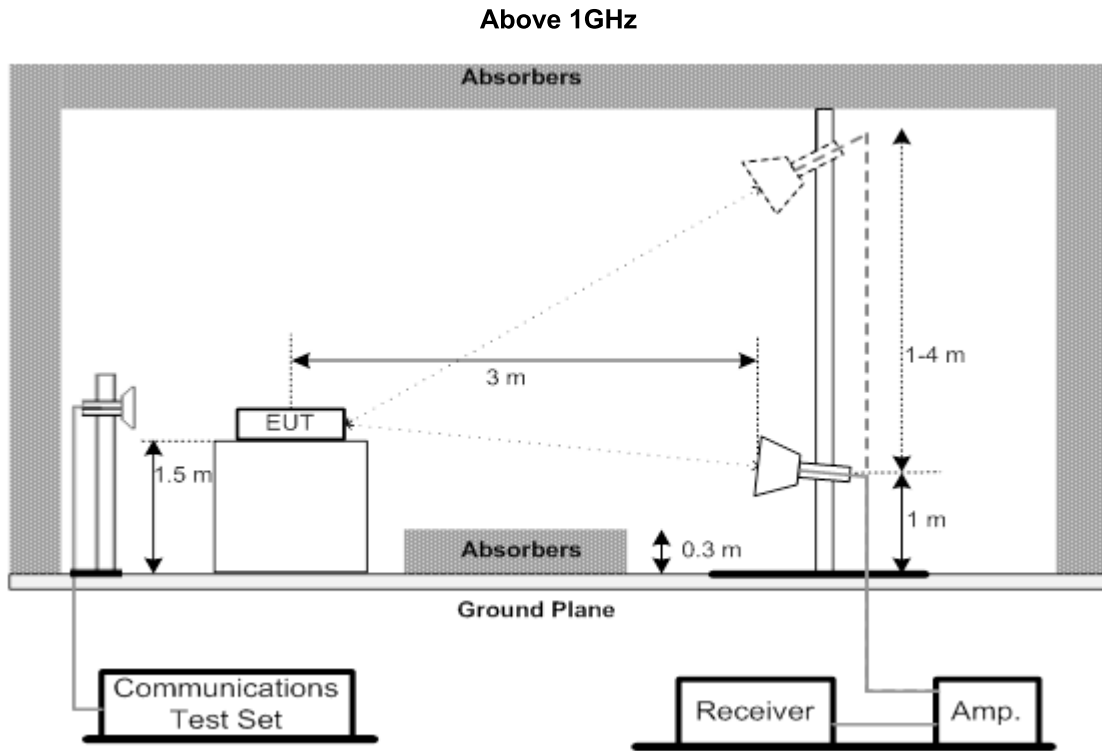 Above 1GHz
Absorbers
1-4 m
3 m
EUT
1.5 m
1 m
Absorbers
0.3 m
Ground Plane
Communications
Test Set
Receiver
Amp.